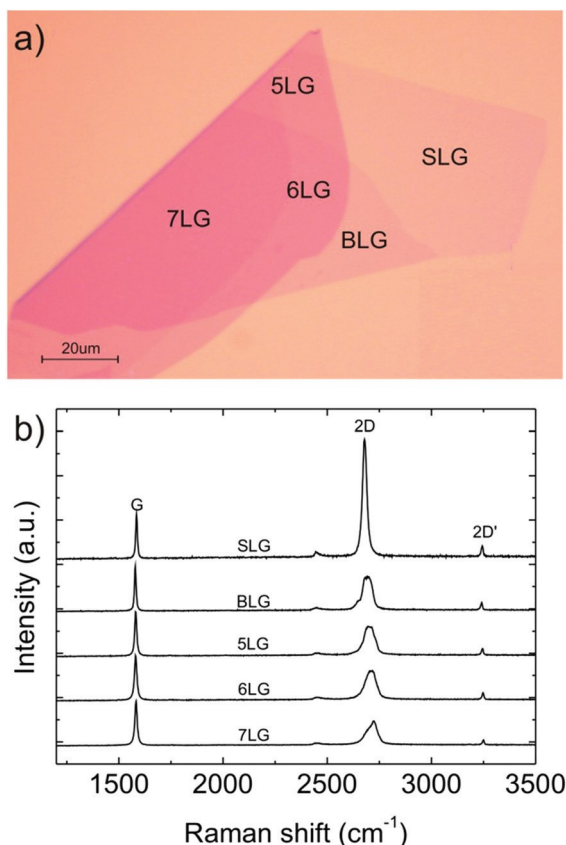 a)
5LG
SLG
6LG
7LG
BLG
20um
b)
2D
G
2D'
SLG
BLG
5LG
6LG
7LG
Intensity (a.u.)
1500 2000 2500 3000 3500
Raman shift (cm⁻¹)